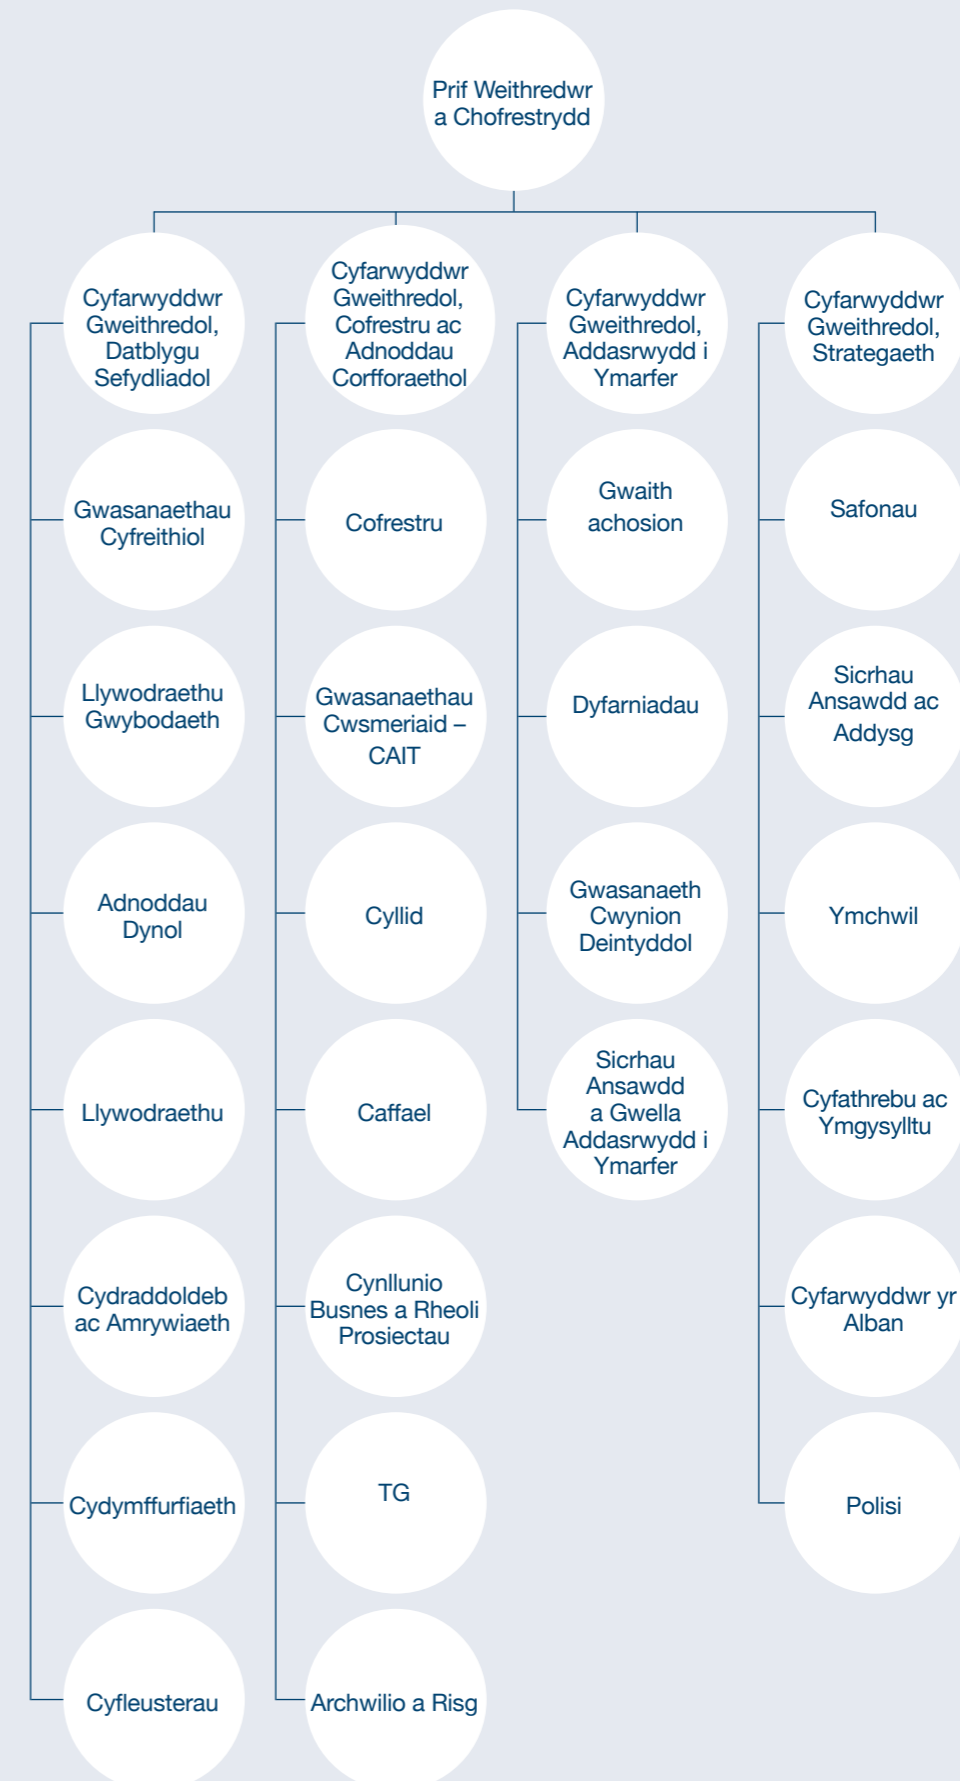 Prif Weithredwr
a Chofrestrydd
Cyfarwyddwr
Gweithredol,
Datblygu
Sefydliadol
Gwasanaethau
Cyfreithiol
Llywodraethu
Gwybodaeth
Adnoddau
Dynol
Llywodraethu
Cydraddoldeb
ac Amrywiaeth
Cydymffurfiaeth
Cyfleusterau
Cyfarwyddwr
Gweithredol,
Cofrestru ac
Adnoddau
Corfforaethol
Cofrestru
Gwasanaethau
Cwsmeriaid –
CAIT
Cyllid
Caffael
Cynllunio
Busnes a Rheoli
Prosiectau
TG
Archwilio a Risg
Cyfarwyddwr
Gweithredol,
Addasrwydd i
Ymarfer
Gwaith
achosion
Dyfarniadau
Gwasanaeth
Cwynion
Deintyddol
Sicrhau
Ansawdd
a Gwella
Addasrwydd i
Ymarfer
Cyfarwyddwr
Gweithredol,
Strategaeth
Safonau
Sicrhau
Ansawdd ac
Addysg
Ymchwil
Cyfathrebu ac
Ymgysylltu
Cyfarwyddwr yr
Alban
Polisi